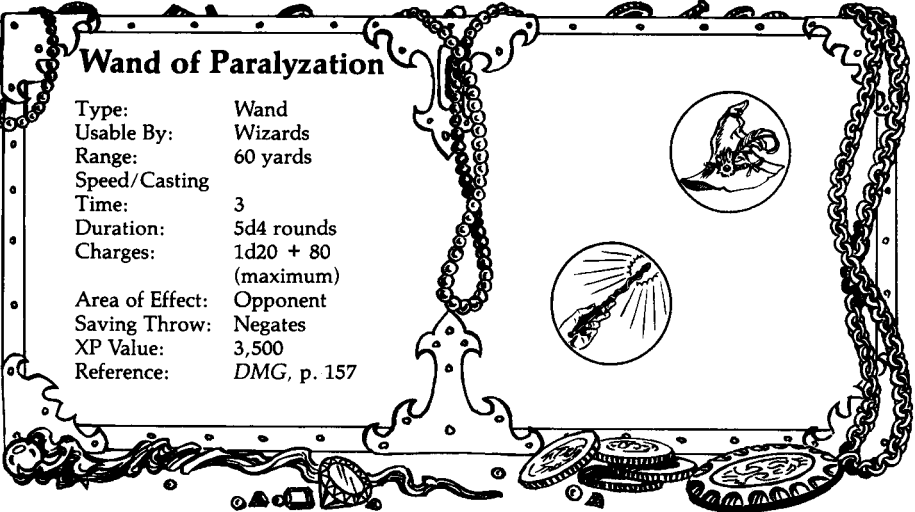 Wand of Paralyzation
Type: Wand
Usable By: Wizards
Range: 60 yards
Speed/Casting
Time: 3
Duration: 5d4 rounds
Charges: 1d20 + 80
(maximum)
Area of Effect: Opponent
Saving Throw: Negates
XP Value: 3,500
Reference: DMG, p. 157